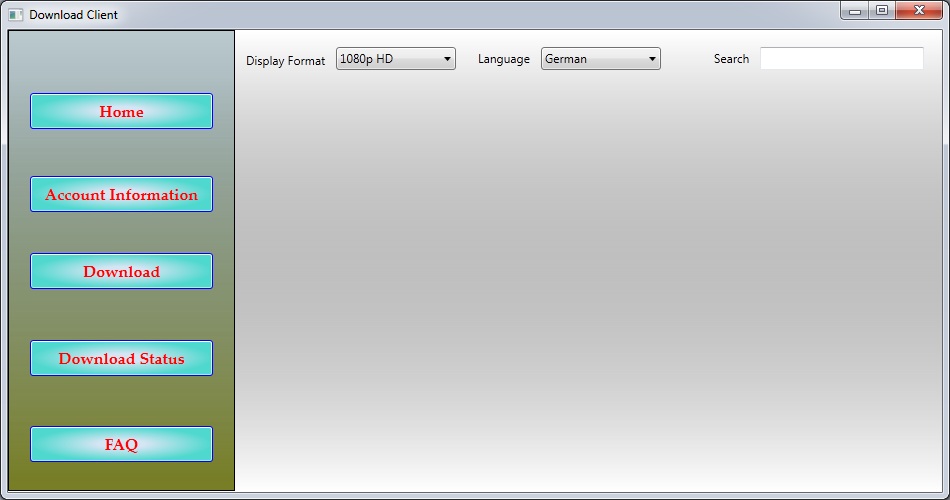 Download Client
Display Format 1080p HD Language German Search
Home
Account Information
Download
Download Status
FAQ